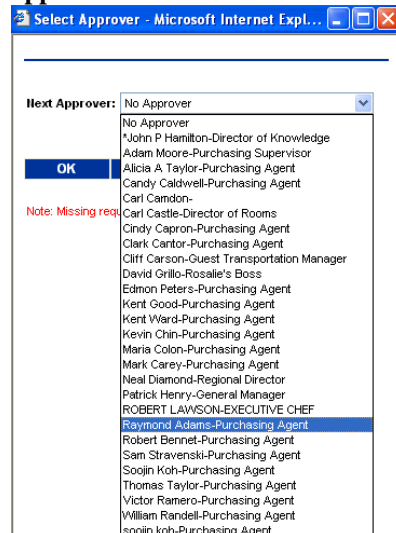 Select Approver - Microsoft Internet Expl...
Next Approver: No Approver
No Approver
*John P Hamilton-Director of Knowledge
Adam Moore-Purchasing Supervisor
OK
Alicia A Taylor-Purchasing Agent
Candy Caldwell-Purchasing Agent
Carl Camdon-
Note: Missing requ
Carl Castle-Director of Rooms
Cindy Capron-Purchasing Agent
Clark Cantor-Purchasing Agent
Cliff Carson-Guest Transportation Manager
David Grillo-Rosalie's Boss
Edmon Peters-Purchasing Agent
Kent Good-Purchasing Agent
Kent Ward-Purchasing Agent
Kevin Chin-Purchasing Agent
Maria Colon-Purchasing Agent
Mark Carey-Purchasing Agent
Neal Diamond-Regional Director
Patrick Henry-General Manager
ROBERT LAWSON-EXECUTIVE CHEF
Raymond Adams-Purchasing Agent
Robert Bennet-Purchasing Agent
Sam Stravenski-Purchasing Agent
Soojin Koh-Purchasing Agent
Thomas Taylor-Purchasing Agent
Victor Ramero-Purchasing Agent
William Randell-Purchasing Agent
soojin koh-Purchasing Agent